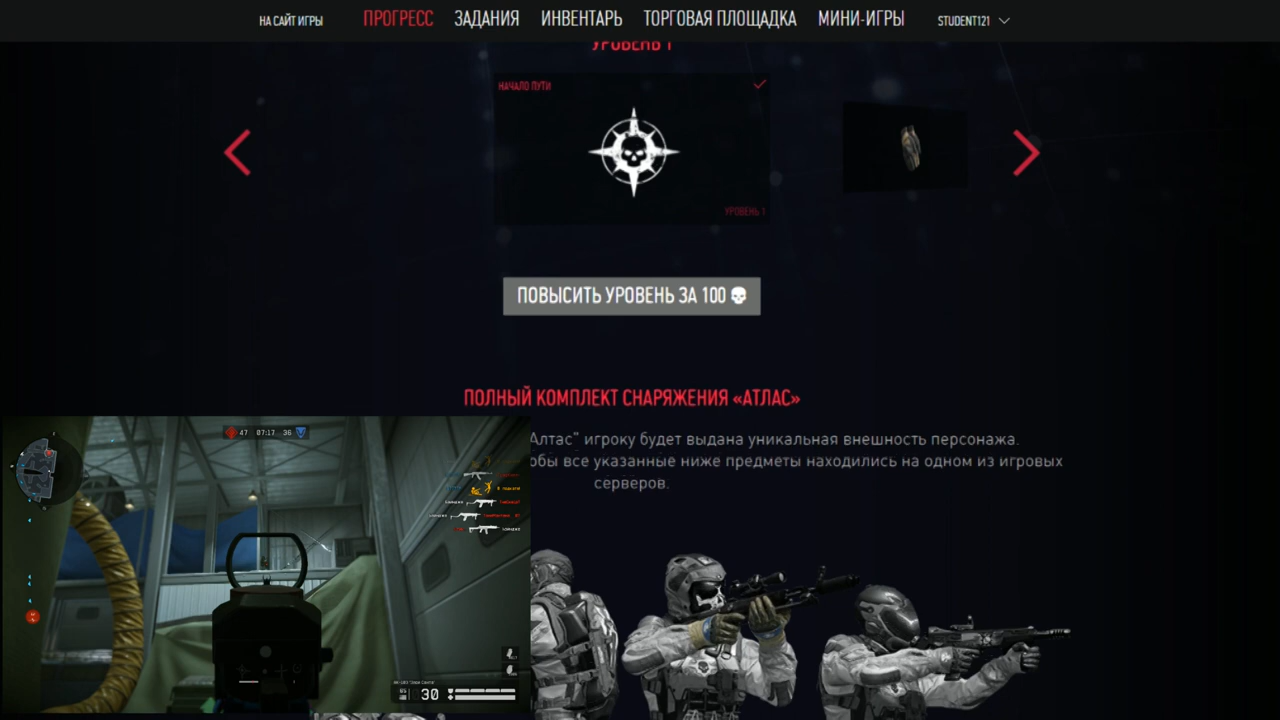 НА САЙТ ИГРЫ ПРОГРЕСС ЗАДАНИЯ ИНВЕНТАРЬ ТОРГОВАЯ ПЛОЩАДКА МИНИ-ИГРЫ STUDENT121
УРОВЕНЬ 1
НАЧАЛО ПУТИ
УРОВЕНЬ 1
ПОВЫСИТЬ УРОВЕНЬ ЗА 100
ПОЛНЫЙ КОМПЛЕКТ СНАРЯЖЕНИЯ «АТЛАС»
Алтас" игроку будет выдана уникальная внешность персонажа.
обы все указанные ниже предметы находились на одном из игровых
серверов.
47 07:17 36
30